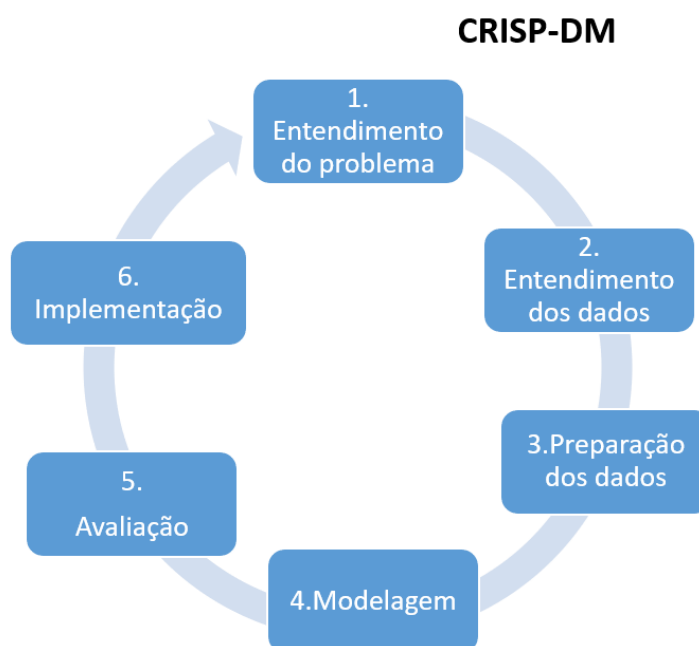 CRISP-DM
1.
Entendimento
do problema
2.
Entendimento
dos dados
3.Preparação
dos dados
4.Modelagem
5.
Avaliação
6.
Implementação